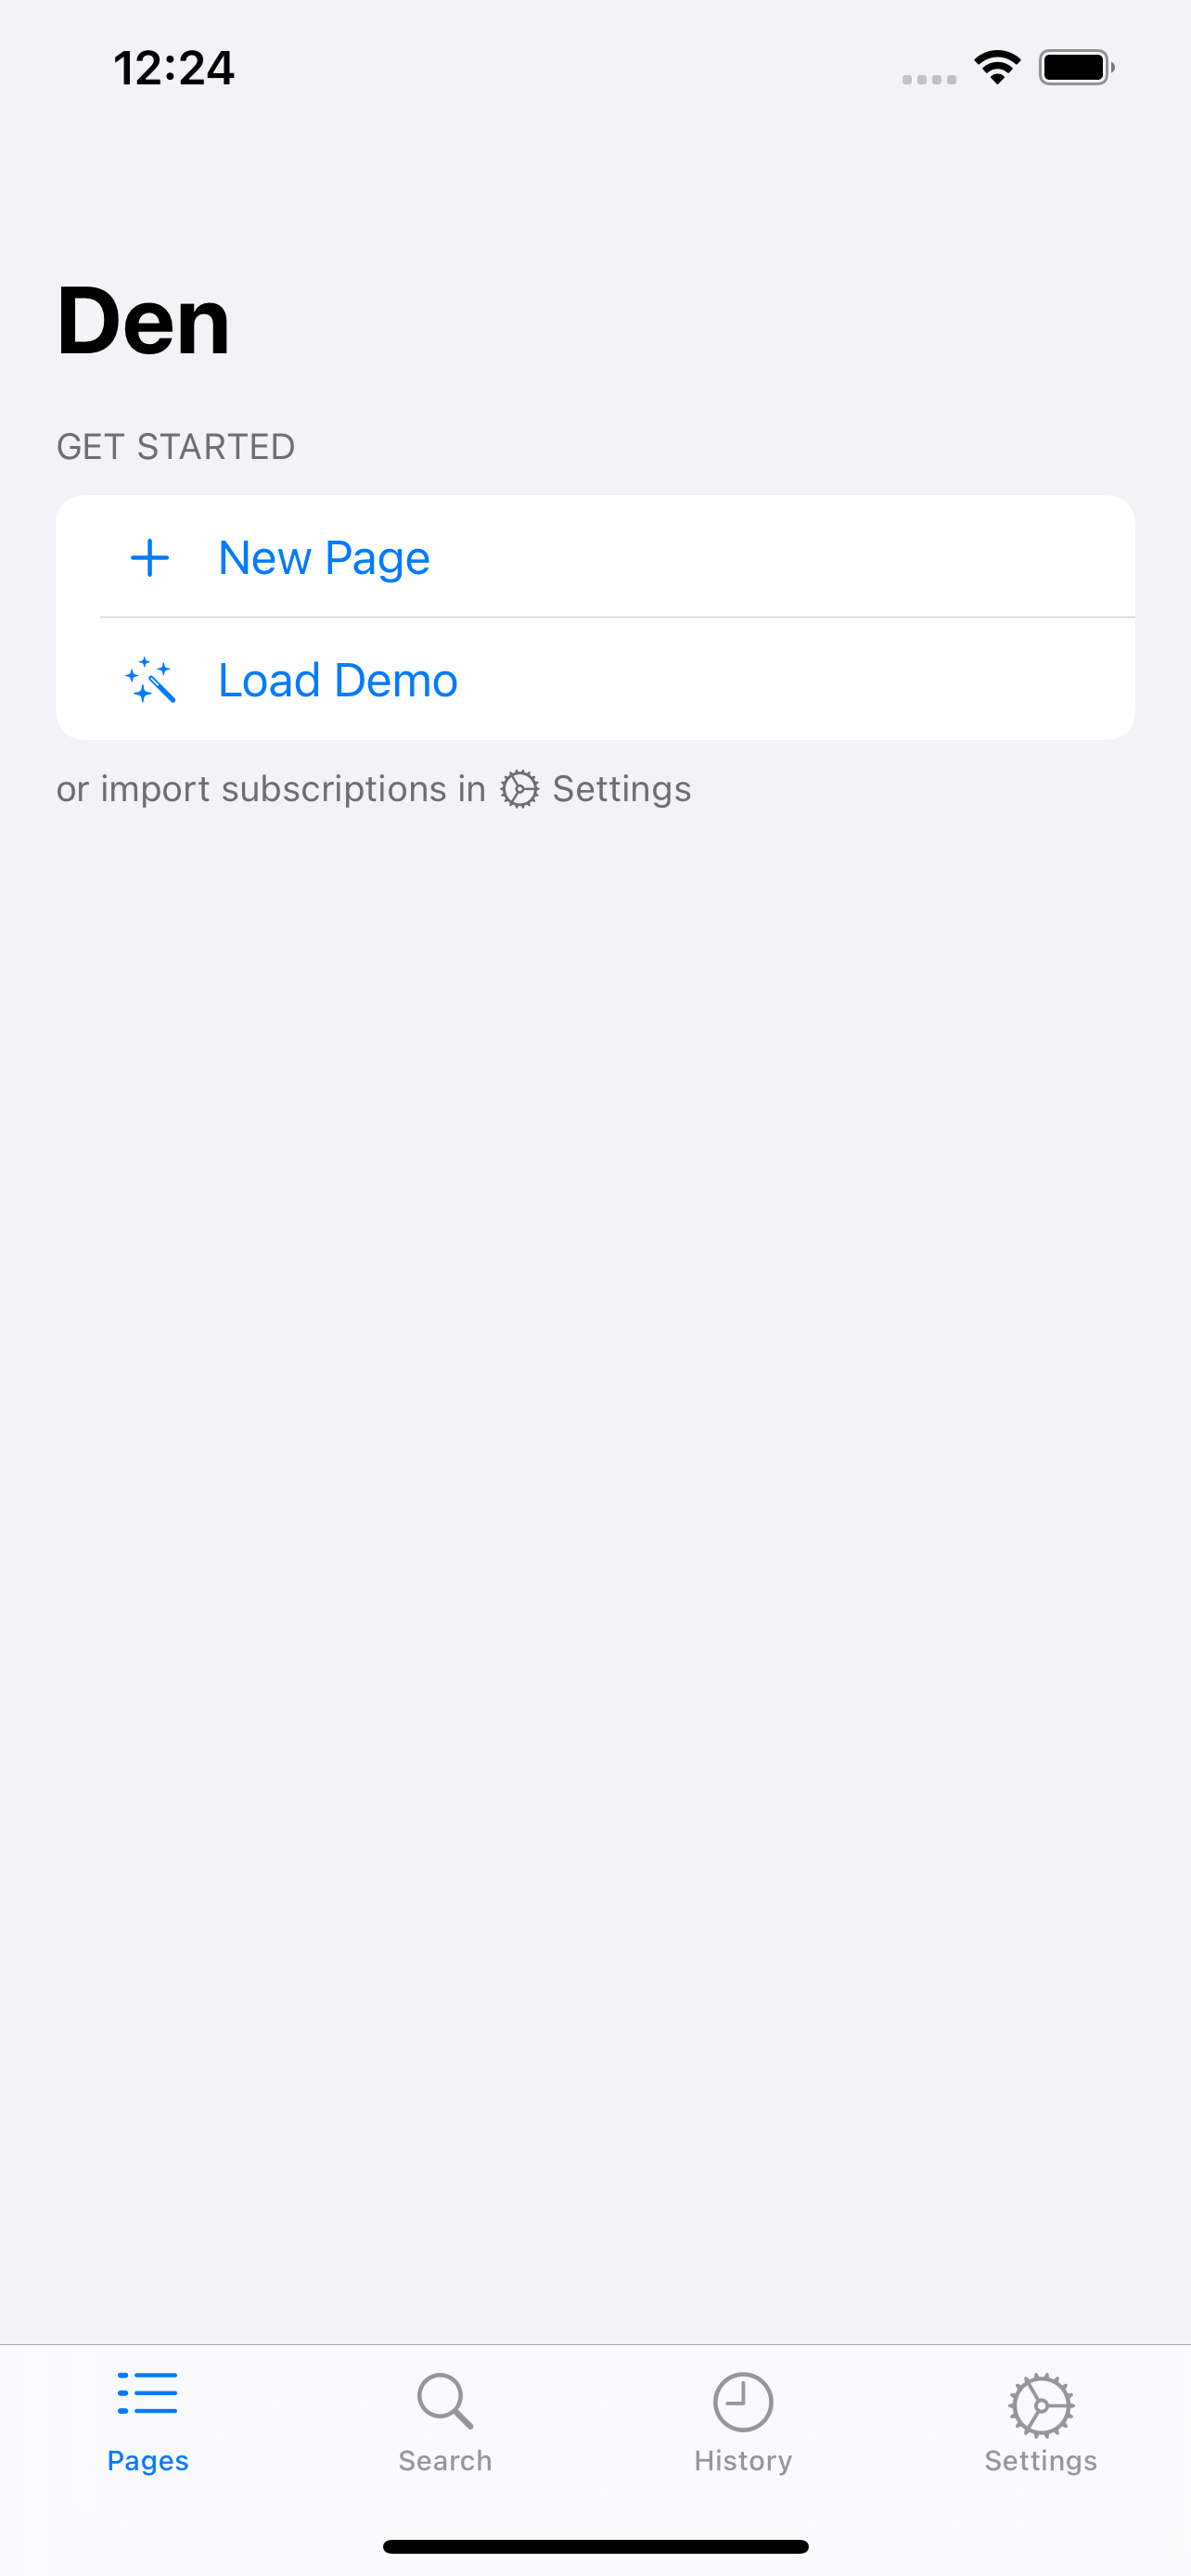 12:24
Den
GET STARTED
New Page
Load Demo
or import subscriptions in Settings
Pages
Search
History
Settings